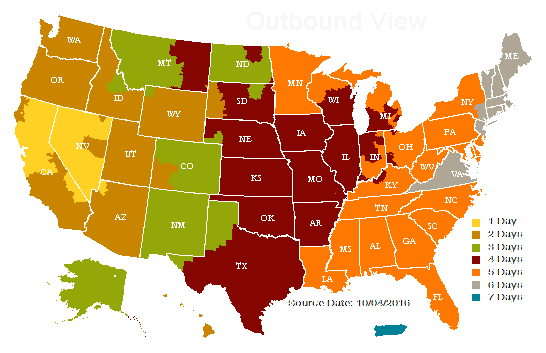 Outbound View
WA
ME
MT
ND
OR
MN
ID
WI
SD
NY
MI
WY
IA
PA
NE
NV
OH
UT
IL
IN
CO
WV
VA
CA
KS
MO
KY
NC
TN
OK
AZ
NM
AR
SC
MS
AL
GA
TX
LA
FL
1 Day
2 Days
3 Days
4 Days
5 Days
6 Days
7 Days
Source Date: 10/04/2016